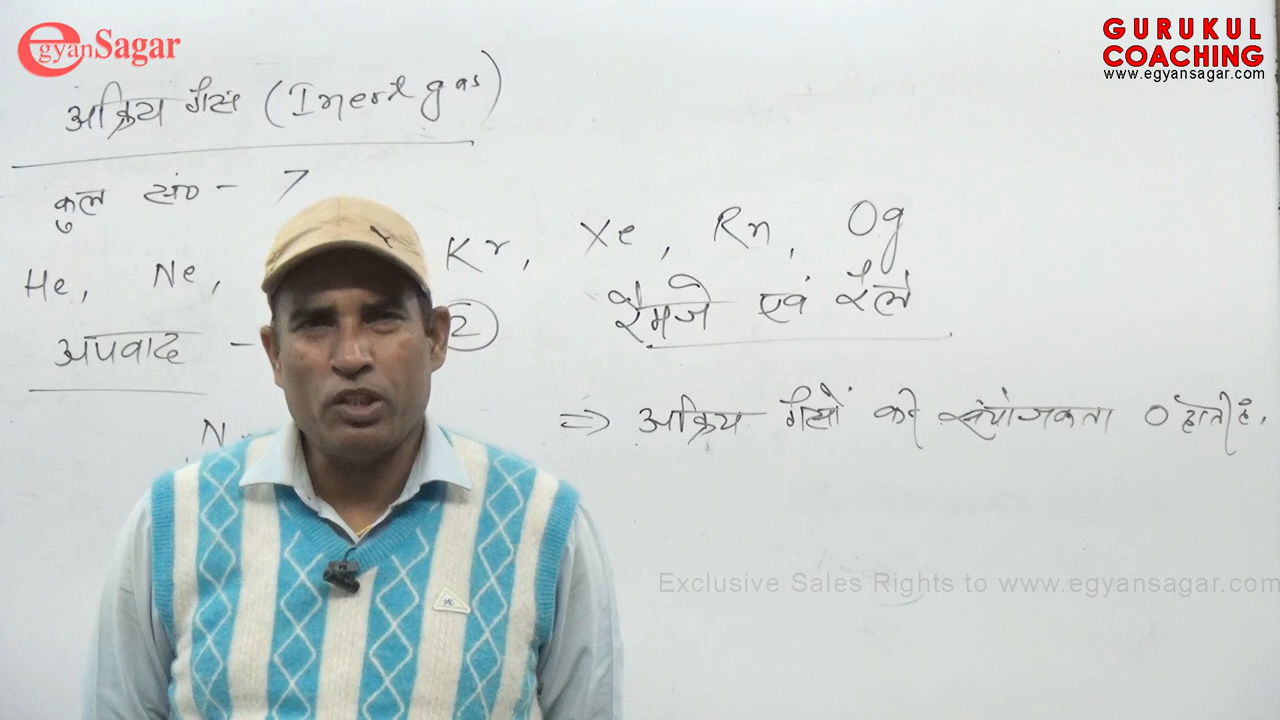 egyanSagar
GURUKUL
COACHING
www.egyansagar.com
अक्रिय गैस (Inert gas)
कुल सं० - 7
He, Ne, Kr, Xe, Rn, Og
रैमजे एवं रैले
अपवाद - 2
N
⇒ अक्रिय गैसों की संयोजकता 0 होती है.
Exclusive Sales Rights to www.egyansagar.com